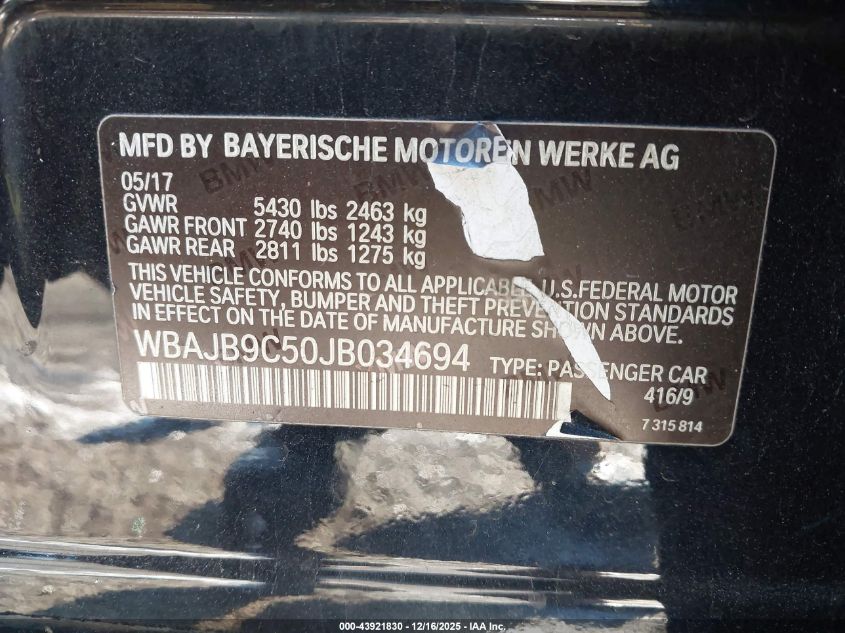 MFD BY BAYERISCHE MOTOREN WERKE AG
05/17
GVWR 5430 lbs 2463 kg
GAWR FRONT 2740 lbs 1243 kg
GAWR REAR 2811 lbs 1275 kg
THIS VEHICLE CONFORMS TO ALL APPLICABLE U.S.FEDERAL MOTOR
VEHICLE SAFETY, BUMPER AND THEFT PREVENTION STANDARDS
IN EFFECT ON THE DATE OF MANUFACTURE SHOWN ABOVE.
WBAJB9C50JB034694 TYPE: PASSENGER CAR
416/9
7 315 814
000-43921830 - 12/16/2025 - IAA Inc.